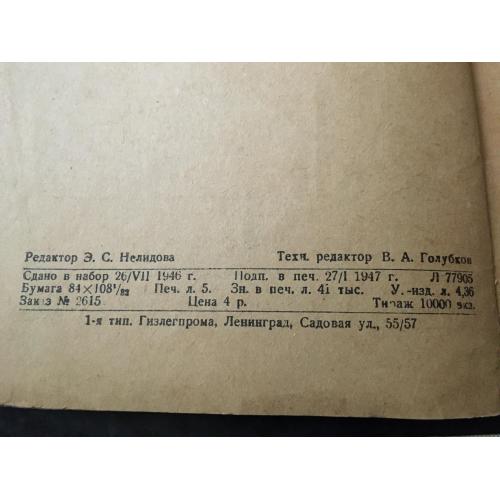 Редактор Э. С. Нелидова Техн. редактор В. А. Голубков
Сдано в набор 26/VII 1946 г. Подп. в печ. 27/I 1947 г. Л 77905
Бумага 84×108¹/₃₂ Печ. л. 5. Зн. в печ. л. 41 тыс. У.-изд. л. 4,36
Заказ № 2615. Цена 4 р. Тираж 10000 экз.
1-я тип. Гизлегпрома, Ленинград, Садовая ул., 55/57